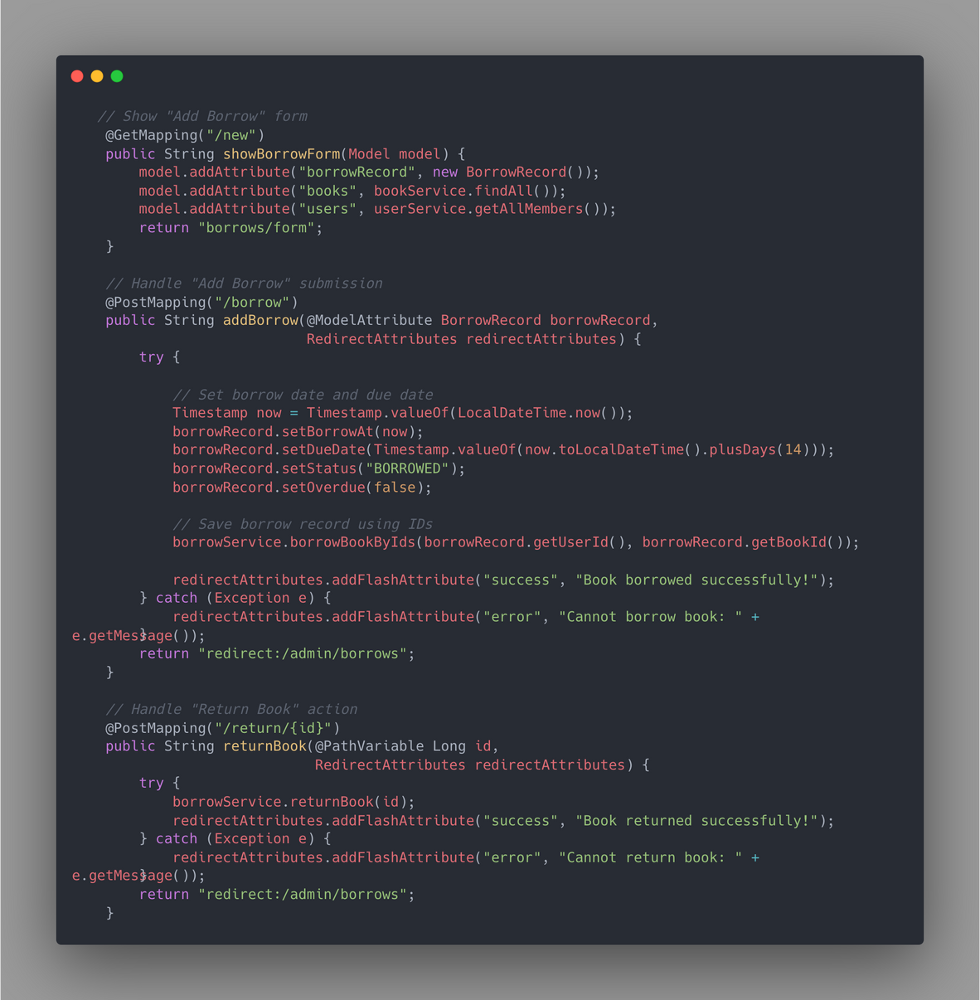 // Show "Add Borrow" form
@GetMapping("/new")
public String showBorrowForm(Model model) {
model.addAttribute("borrowRecord", new BorrowRecord());
model.addAttribute("books", bookService.findAll());
model.addAttribute("users", userService.getAllMembers());
return "borrows/form";
}
// Handle "Add Borrow" submission
@PostMapping("/borrow")
public String addBorrow(@ModelAttribute BorrowRecord borrowRecord,
RedirectAttributes redirectAttributes) {
try {
// Set borrow date and due date
Timestamp now = Timestamp.valueOf(LocalDateTime.now());
borrowRecord.setBorrowAt(now);
borrowRecord.setDueDate(Timestamp.valueOf(now.toLocalDateTime().plusDays(14)));
borrowRecord.setStatus("BORROWED");
borrowRecord.setOverdue(false);
// Save borrow record using IDs
borrowService.borrowBookByIds(borrowRecord.getUserId(), borrowRecord.getBookId());
redirectAttributes.addFlashAttribute("success", "Book borrowed successfully!");
} catch (Exception e) {
redirectAttributes.addFlashAttribute("error", "Cannot borrow book: " +
e.getMessage());
}
return "redirect:/admin/borrows";
}
// Handle "Return Book" action
@PostMapping("/return/{id}")
public String returnBook(@PathVariable Long id,
RedirectAttributes redirectAttributes) {
try {
borrowService.returnBook(id);
redirectAttributes.addFlashAttribute("success", "Book returned successfully!");
} catch (Exception e) {
redirectAttributes.addFlashAttribute("error", "Cannot return book: " +
e.getMessage());
}
return "redirect:/admin/borrows";
}